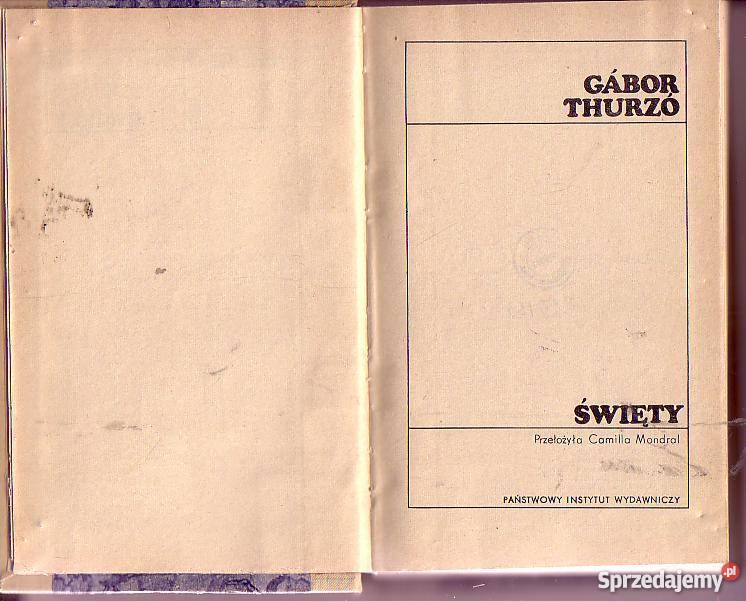 GÁBOR
THURZÓ
ŚWIĘTY
Przełożyła Camilla Mondral
PAŃSTWOWY INSTYTUT WYDAWNICZY
Sprzedajemy.pl